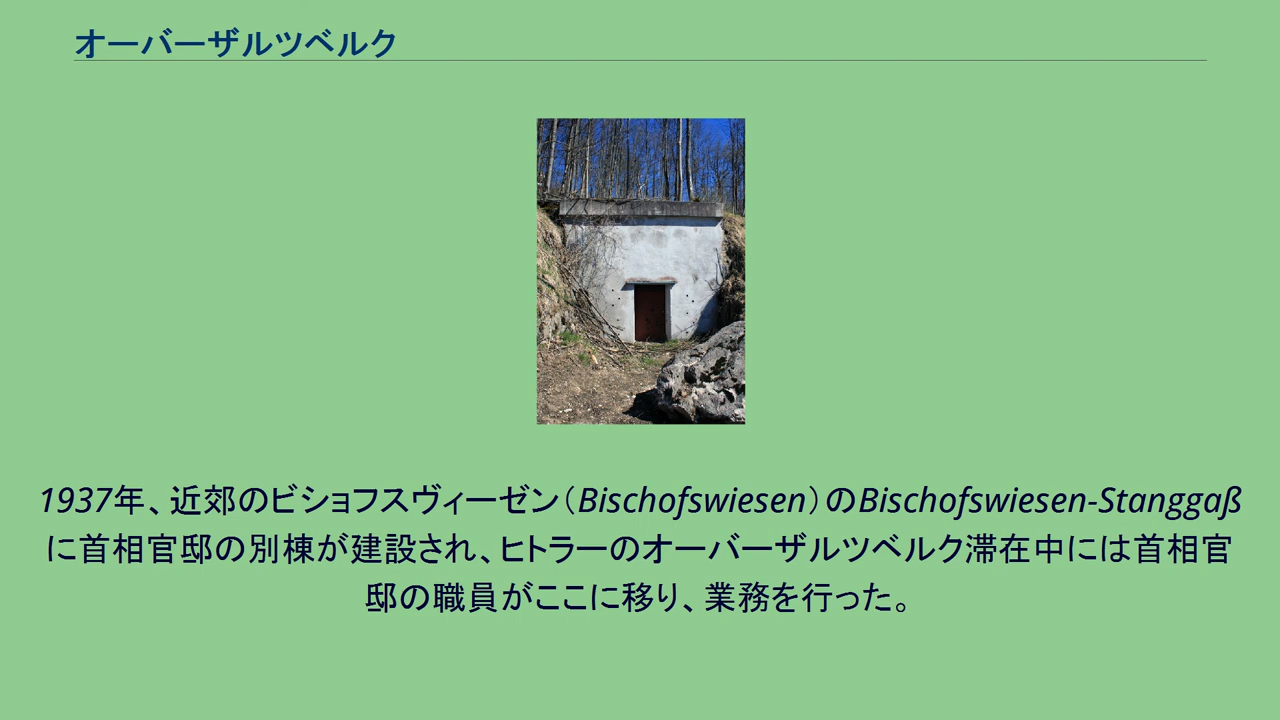 オーバーザルツベルク
1937年、近郊のビショフスヴィーゼン（Bischofswiesen）のBischofswiesen-Stanggaß
に首相官邸の別棟が建設され、ヒトラーのオーバーザルツベルク滞在中には首相官
邸の職員がここに移り、業務を行った。